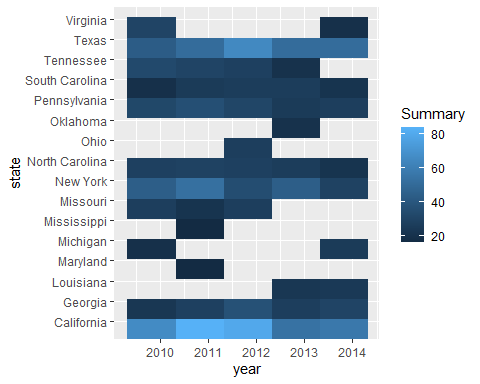 Virginia
Texas
Tennessee
South Carolina
Pennsylvania
Oklahoma
Ohio
North Carolina
New York
Missouri
Mississippi
Michigan
Maryland
Louisiana
Georgia
California
state
2010 2011 2012 2013 2014
year
Summary
80
60
40
20